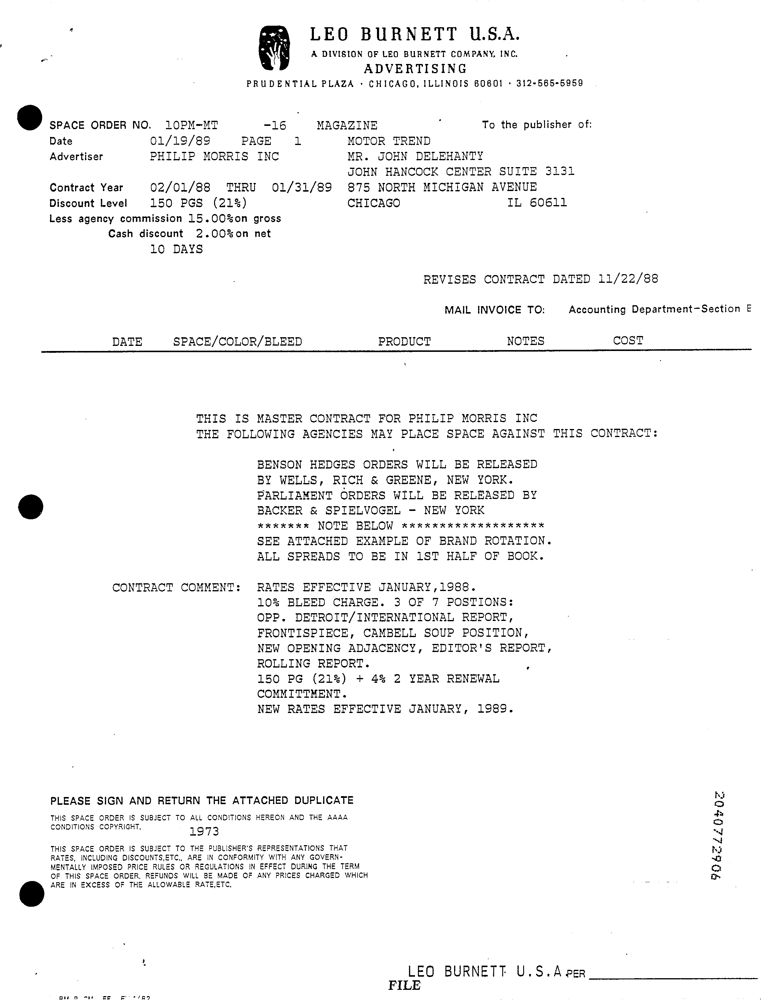 LEO BURNETT U.S.A.
A DIVISION OF LEO BURNETT COMPANY, INC.
ADVERTISING
PRUDENTIAL PLAZA · CHICAGO, ILLINOIS 60601 · 312-565-5959
SPACE ORDER NO. 10PM-MT -16 MAGAZINE To the publisher of:
Date 01/19/89 PAGE 1 MOTOR TREND
Advertiser PHILIP MORRIS INC MR. JOHN DELEHANTY
JOHN HANCOCK CENTER SUITE 3131
Contract Year 02/01/88 THRU 01/31/89 875 NORTH MICHIGAN AVENUE
Discount Level 150 PGS (21%) CHICAGO IL 60611
Less agency commission 15.00%on gross
Cash discount 2.00%on net
10 DAYS
REVISES CONTRACT DATED 11/22/88
MAIL INVOICE TO: Accounting Department-Section E
DATE SPACE/COLOR/BLEED PRODUCT NOTES COST
THIS IS MASTER CONTRACT FOR PHILIP MORRIS INC
THE FOLLOWING AGENCIES MAY PLACE SPACE AGAINST THIS CONTRACT:
BENSON HEDGES ORDERS WILL BE RELEASED
BY WELLS, RICH & GREENE, NEW YORK.
PARLIAMENT ORDERS WILL BE RELEASED BY
BACKER & SPIELVOGEL - NEW YORK
******* NOTE BELOW *******************
SEE ATTACHED EXAMPLE OF BRAND ROTATION.
ALL SPREADS TO BE IN 1ST HALF OF BOOK.
CONTRACT COMMENT: RATES EFFECTIVE JANUARY,1988.
10% BLEED CHARGE. 3 OF 7 POSTIONS:
OPP. DETROIT/INTERNATIONAL REPORT,
FRONTISPIECE, CAMBELL SOUP POSITION,
NEW OPENING ADJACENCY, EDITOR'S REPORT,
ROLLING REPORT.
150 PG (21%) + 4% 2 YEAR RENEWAL
COMMITTMENT.
NEW RATES EFFECTIVE JANUARY, 1989.
PLEASE SIGN AND RETURN THE ATTACHED DUPLICATE
THIS SPACE ORDER IS SUBJECT TO ALL CONDITIONS HEREON AND THE AAAA
CONDITIONS COPYRIGHT, 1973
THIS SPACE ORDER IS SUBJECT TO THE PUBLISHER'S REPRESENTATIONS THAT
RATES, INCLUDING DISCOUNTS,ETC., ARE IN CONFORMITY WITH ANY GOVERN-
MENTALLY IMPOSED PRICE RULES OR REGULATIONS IN EFFECT DURING THE TERM
OF THIS SPACE ORDER. REFUNDS WILL BE MADE OF ANY PRICES CHARGED WHICH
ARE IN EXCESS OF THE ALLOWABLE RATE,ETC.
2040772906
LEO BURNETT U.S.A. PER
FILE